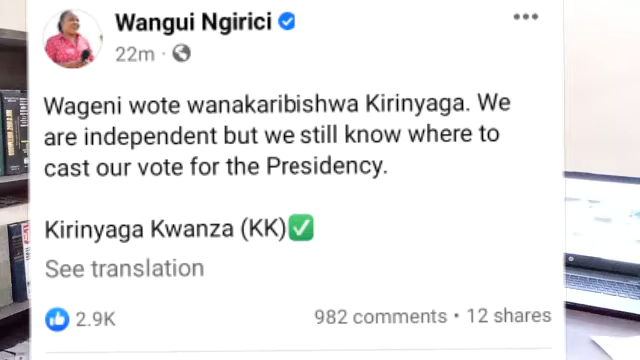 Wangui Ngirici
22m ·
Wageni wote wanakaribishwa Kirinyaga. We
are independent but we still know where to
cast our vote for the Presidency.
Kirinyaga Kwanza (KK)✅
See translation
2.9K
982 comments • 12 shares